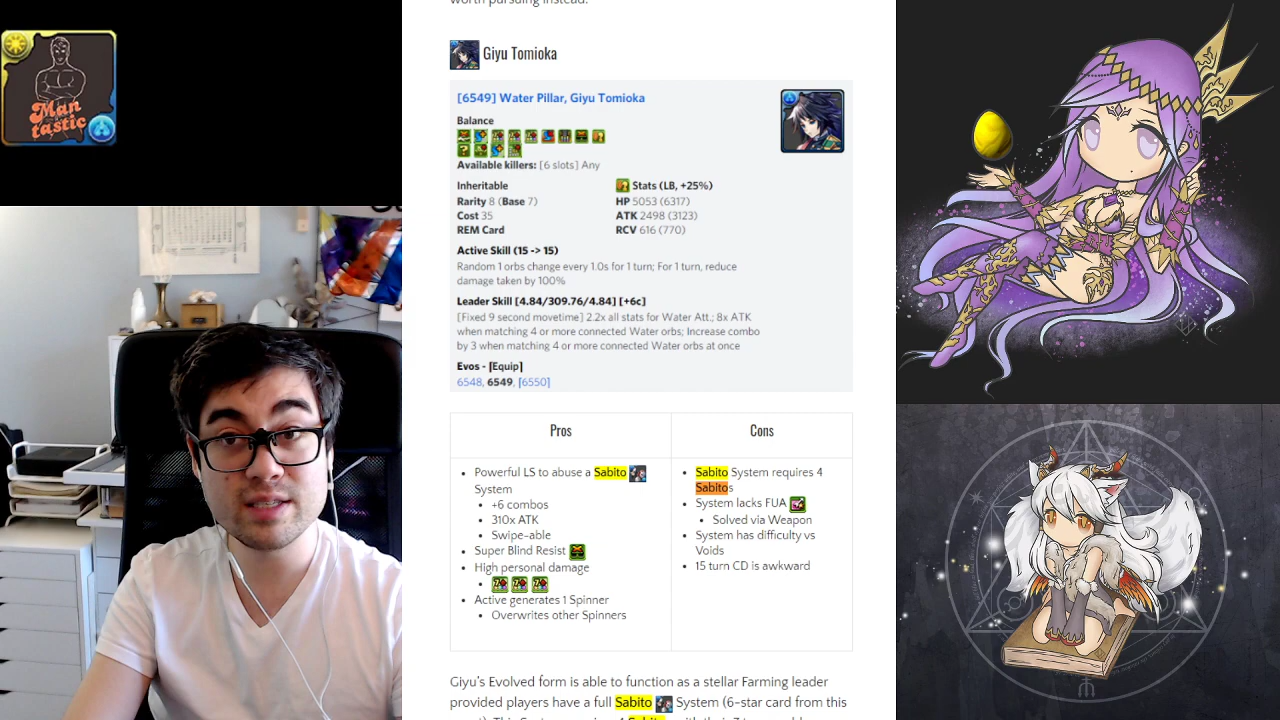 Man
tastic
worth pursuing instead.
Giyu Tomioka
[6549] Water Pillar, Giyu Tomioka
Balance
Available killers: [6 slots] Any
Inheritable
Rarity 8 (Base 7)
Cost 35
REM Card
Stats (LB, +25%)
HP 5053 (6317)
ATK 2498 (3123)
RCV 616 (770)
Active Skill (15 -> 15)
Random 1 orbs change every 1.0s for 1 turn; For 1 turn, reduce
damage taken by 100%
Leader Skill [4.84/309.76/4.84] [+6c]
[Fixed 9 second movetime] 2.2x all stats for Water Att.; 8x ATK
when matching 4 or more connected Water orbs; Increase combo
by 3 when matching 4 or more connected Water orbs at once
Evos - [Equip]
6548, 6549, [6550]
Pros
Powerful LS to abuse a Sabito
System
+6 combos
310x ATK
Swipe-able
Super Blind Resist
High personal damage
Active generates 1 Spinner
Overwrites other Spinners
Cons
Sabito System requires 4
Sabitos
System lacks FUA
Solved via Weapon
System has difficulty vs
Voids
15 turn CD is awkward
Giyu's Evolved form is able to function as a stellar Farming leader
provided players have a full Sabito System (6-star card from this